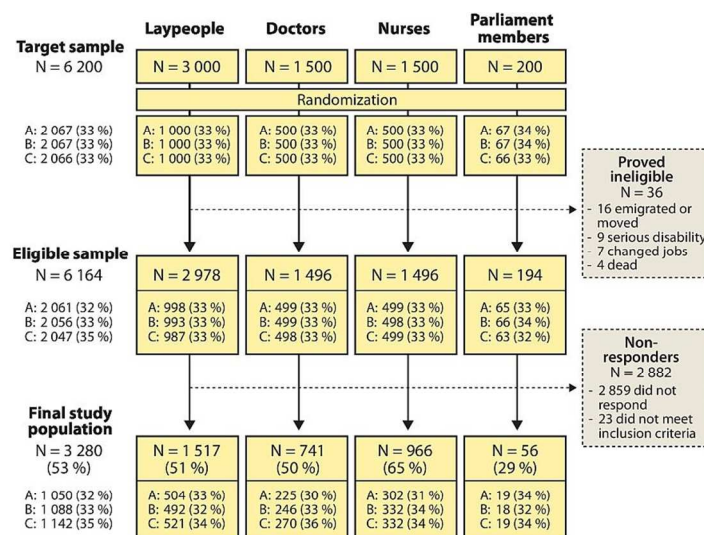 Laypeople
Doctors
Nurses
Parliament
members
Target sample
N = 6 200
N = 3 000
N = 1 500
N = 1 500
N = 200
Randomization
A: 2 067 (33 %)
B: 2 067 (33 %)
C: 2 066 (33 %)
A: 1 000 (33 %)
B: 1 000 (33 %)
C: 1 000 (33 %)
A: 500 (33 %)
B: 500 (33 %)
C: 500 (33 %)
A: 500 (33 %)
B: 500 (33 %)
C: 500 (33 %)
A: 67 (34 %)
B: 67 (34 %)
C: 66 (33 %)
Proved
ineligible
N = 36
- 16 emigrated or
moved
- 9 serious disability
- 7 changed jobs
- 4 dead
Eligible sample
N = 6 164
N = 2 978
N = 1 496
N = 1 496
N = 194
A: 2 061 (32 %)
B: 2 056 (33 %)
C: 2 047 (35 %)
A: 998 (33 %)
B: 993 (33 %)
C: 987 (33 %)
A: 499 (33 %)
B: 499 (33 %)
C: 498 (33 %)
A: 499 (33 %)
B: 498 (33 %)
C: 499 (33 %)
A: 65 (33 %)
B: 66 (34 %)
C: 63 (32 %)
Non-
responders
N = 2 882
- 2 859 did not
respond
- 23 did not meet
inclusion criteria
Final study
population
N = 3 280
(53 %)
N = 1 517
(51 %)
N = 741
(50 %)
N = 966
(65 %)
N = 56
(29 %)
A: 1 050 (32 %)
B: 1 088 (33 %)
C: 1 142 (35 %)
A: 504 (33 %)
B: 492 (32 %)
C: 521 (34 %)
A: 225 (30 %)
B: 246 (33 %)
C: 270 (36 %)
A: 302 (31 %)
B: 332 (34 %)
C: 332 (34 %)
A: 19 (34 %)
B: 18 (32 %)
C: 19 (34 %)